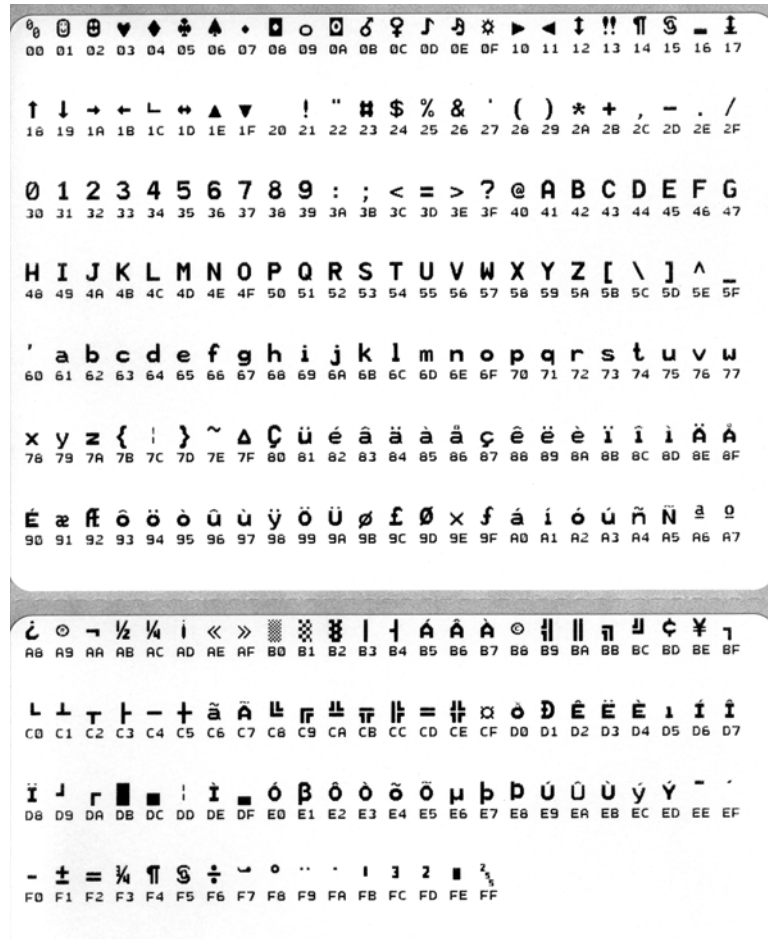 ⁰₀ ☺ ☻ ♥ ♦ ♣ ♠ • ◘ ○ ◙ ♂ ♀ ♪ ♫ ☼ ► ◄ ↕ ‼ ¶ § ▬ ↨
00 01 02 03 04 05 06 07 08 09 0A 0B 0C 0D 0E 0F 10 11 12 13 14 15 16 17
↑ ↓ → ← ∟ ↔ ▲ ▼ ! " # $ % & ' ( ) * + , - . /
18 19 1A 1B 1C 1D 1E 1F 20 21 22 23 24 25 26 27 28 29 2A 2B 2C 2D 2E 2F
0 1 2 3 4 5 6 7 8 9 : ; < = > ? @ A B C D E F G
30 31 32 33 34 35 36 37 38 39 3A 3B 3C 3D 3E 3F 40 41 42 43 44 45 46 47
H I J K L M N O P Q R S T U V W X Y Z [ \ ] ^ _
48 49 4A 4B 4C 4D 4E 4F 50 51 52 53 54 55 56 57 58 59 5A 5B 5C 5D 5E 5F
' a b c d e f g h i j k l m n o p q r s t u v w
60 61 62 63 64 65 66 67 68 69 6A 6B 6C 6D 6E 6F 70 71 72 73 74 75 76 77
x y z { ¦ } ~ ∆ Ç ü é â ä à å ç ê ë è ï î ì Ä Å
78 79 7A 7B 7C 7D 7E 7F 80 81 82 83 84 85 86 87 88 89 8A 8B 8C 8D 8E 8F
É æ Æ ô ö ò û ù ÿ Ö Ü ø £ Ø × ƒ á í ó ú ñ Ñ ª º
90 91 92 93 94 95 96 97 98 99 9A 9B 9C 9D 9E 9F A0 A1 A2 A3 A4 A5 A6 A7
¿ ® ¬ ½ ¼ ¡ « » ░ ▒ ▓ │ ┤ Á Â À © ╣ ║ ╗ ╝ ¢ ¥ ┐
A8 A9 AA AB AC AD AE AF B0 B1 B2 B3 B4 B5 B6 B7 B8 B9 BA BB BC BD BE BF
└ ┴ ┬ ├ ─ ┼ ã Ã ╚ ╔ ╩ ╦ ╠ = ╬ ¤ ð Đ Ê Ë È ı Í Î
C0 C1 C2 C3 C4 C5 C6 C7 C8 C9 CA CB CC CD CE CF D0 D1 D2 D3 D4 D5 D6 D7
Ï ┘ ┌ █ ▄ ¦ Ì ▄ Ó β Ô Ò õ Õ µ þ Þ Ú Û Ù ý Ý ¯ ´
D8 D9 DA DB DC DD DE DF E0 E1 E2 E3 E4 E5 E6 E7 E8 E9 EA EB EC ED EE EF
- ± = ¾ ¶ § ÷ ¸ ° ¨ · ¹ ³ ² ■ ²₅₅
F0 F1 F2 F3 F4 F5 F6 F7 F8 F9 FA FB FC FD FE FF